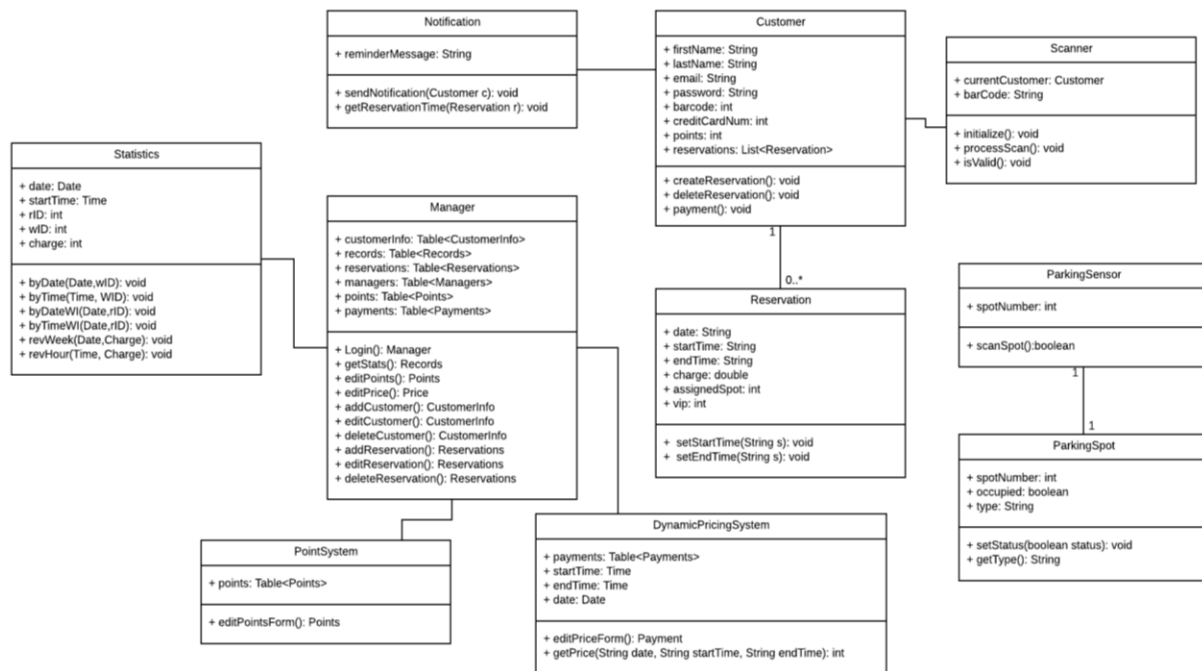 Notification
+ reminderMessage: String
+ sendNotification(Customer c): void
+ getReservationTime(Reservation r): void
Customer
+ firstName: String
+ lastName: String
+ email: String
+ password: String
+ barcode: int
+ creditCardNum: int
+ points: int
+ reservations: List<Reservation>
+ createReservation(): void
+ deleteReservation(): void
+ payment(): void
Scanner
+ currentCustomer: Customer
+ barCode: String
+ initialize(): void
+ processScan(): void
+ isValid(): void
Statistics
+ date: Date
+ startTime: Time
+ rID: int
+ wID: int
+ charge: int
+ byDate(Date,wID): void
+ byTime(Time, WID): void
+ byDateWI(Date,rID): void
+ byTimeWI(Date,rID): void
+ revWeek(Date,Charge): void
+ revHour(Time, Charge): void
Manager
+ customerInfo: Table<CustomerInfo>
+ records: Table<Records>
+ reservations: Table<Reservations>
+ managers: Table<Managers>
+ points: Table<Points>
+ payments: Table<Payments>
+ Login(): Manager
+ getStats(): Records
+ editPoints(): Points
+ editPrice(): Price
+ addCustomer(): CustomerInfo
+ editCustomer(): CustomerInfo
+ deleteCustomer(): CustomerInfo
+ addReservation(): Reservations
+ editReservation(): Reservations
+ deleteReservation(): Reservations
1
0..*
Reservation
+ date: String
+ startTime: String
+ endTime: String
+ charge: double
+ assignedSpot: int
+ vip: int
+ setStartTime(String s): void
+ setEndTime(String s): void
ParkingSensor
+ spotNumber: int
+ scanSpot():boolean
1
1
ParkingSpot
+ spotNumber: int
+ occupied: boolean
+ type: String
+ setStatus(boolean status): void
+ getType(): String
PointSystem
+ points: Table<Points>
+ editPointsForm(): Points
DynamicPricingSystem
+ payments: Table<Payments>
+ startTime: Time
+ endTime: Time
+ date: Date
+ editPriceForm(): Payment
+ getPrice(String date, String startTime, String endTime): int